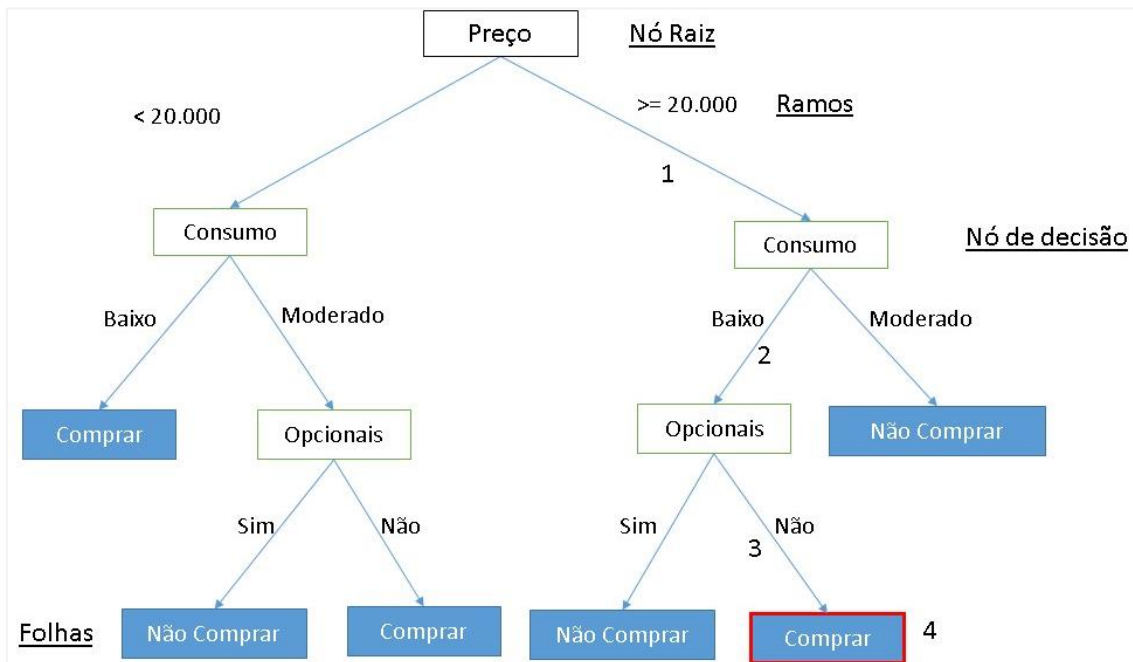 Preço
Nó Raiz
< 20.000
>= 20.000
Ramos
1
Consumo
Consumo
Nó de decisão
Baixo
Moderado
Baixo
Moderado
2
Comprar
Opcionais
Opcionais
Não Comprar
Sim
Não
Sim
Não
3
Folhas
Não Comprar
Comprar
Não Comprar
Comprar
4